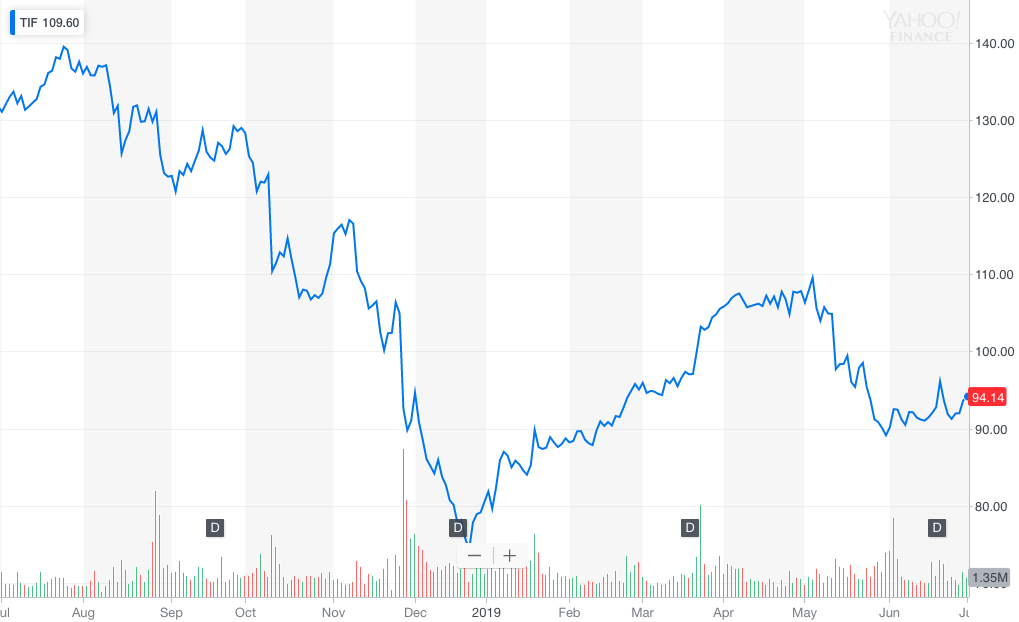 TIF 109.60
YAHOO!
FINANCE
140.00
130.00
120.00
110.00
100.00
94.14
90.00
80.00
D D D D
1.35M
ul Aug Sep Oct Nov Dec 2019 Feb Mar Apr May Jun Ju